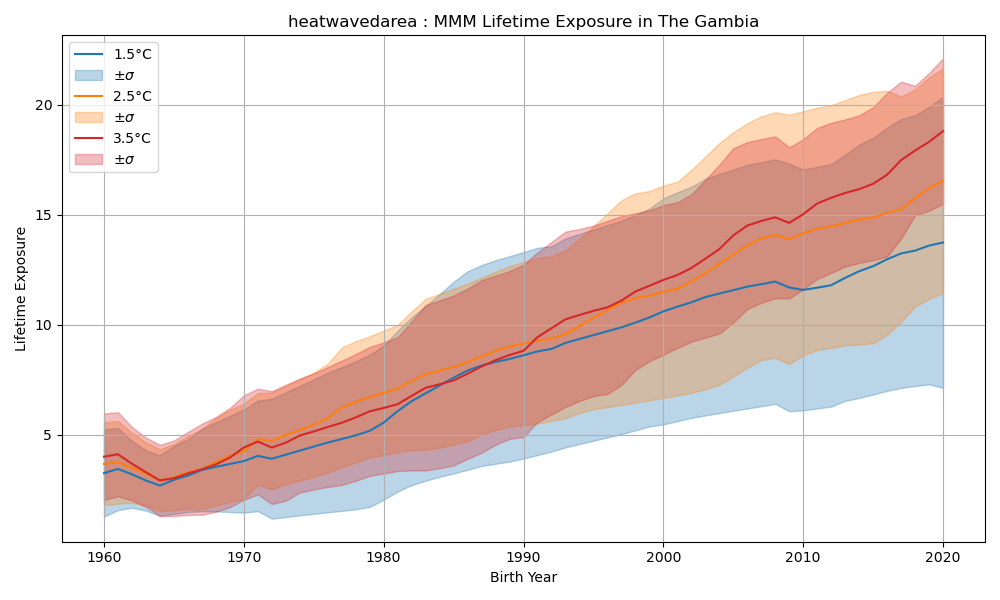 heatwavedarea : MMM Lifetime Exposure in The Gambia
1.5°C
±σ
2.5°C
±σ
3.5°C
±σ
Lifetime Exposure
20
15
10
5
1960 1970 1980 1990 2000 2010 2020
Birth Year